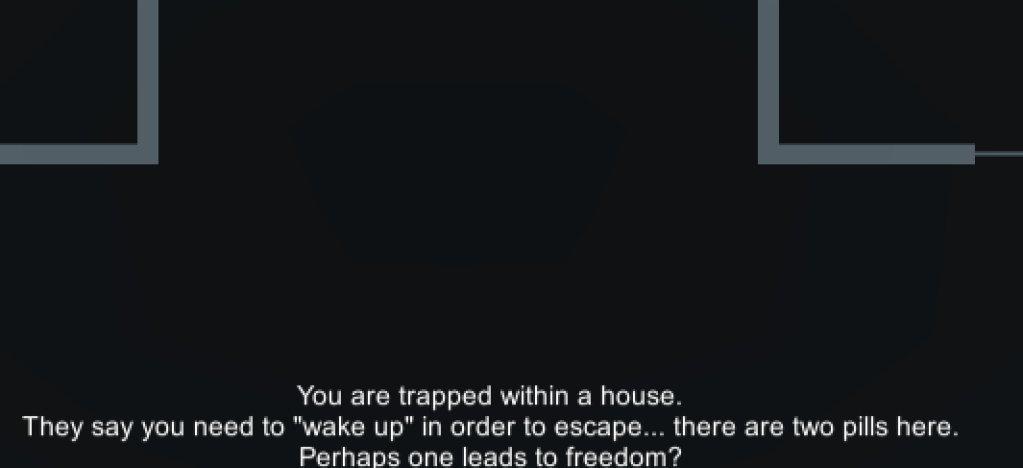 You are trapped within a house.
They say you need to "wake up" in order to escape... there are two pills here.
Perhaps one leads to freedom?